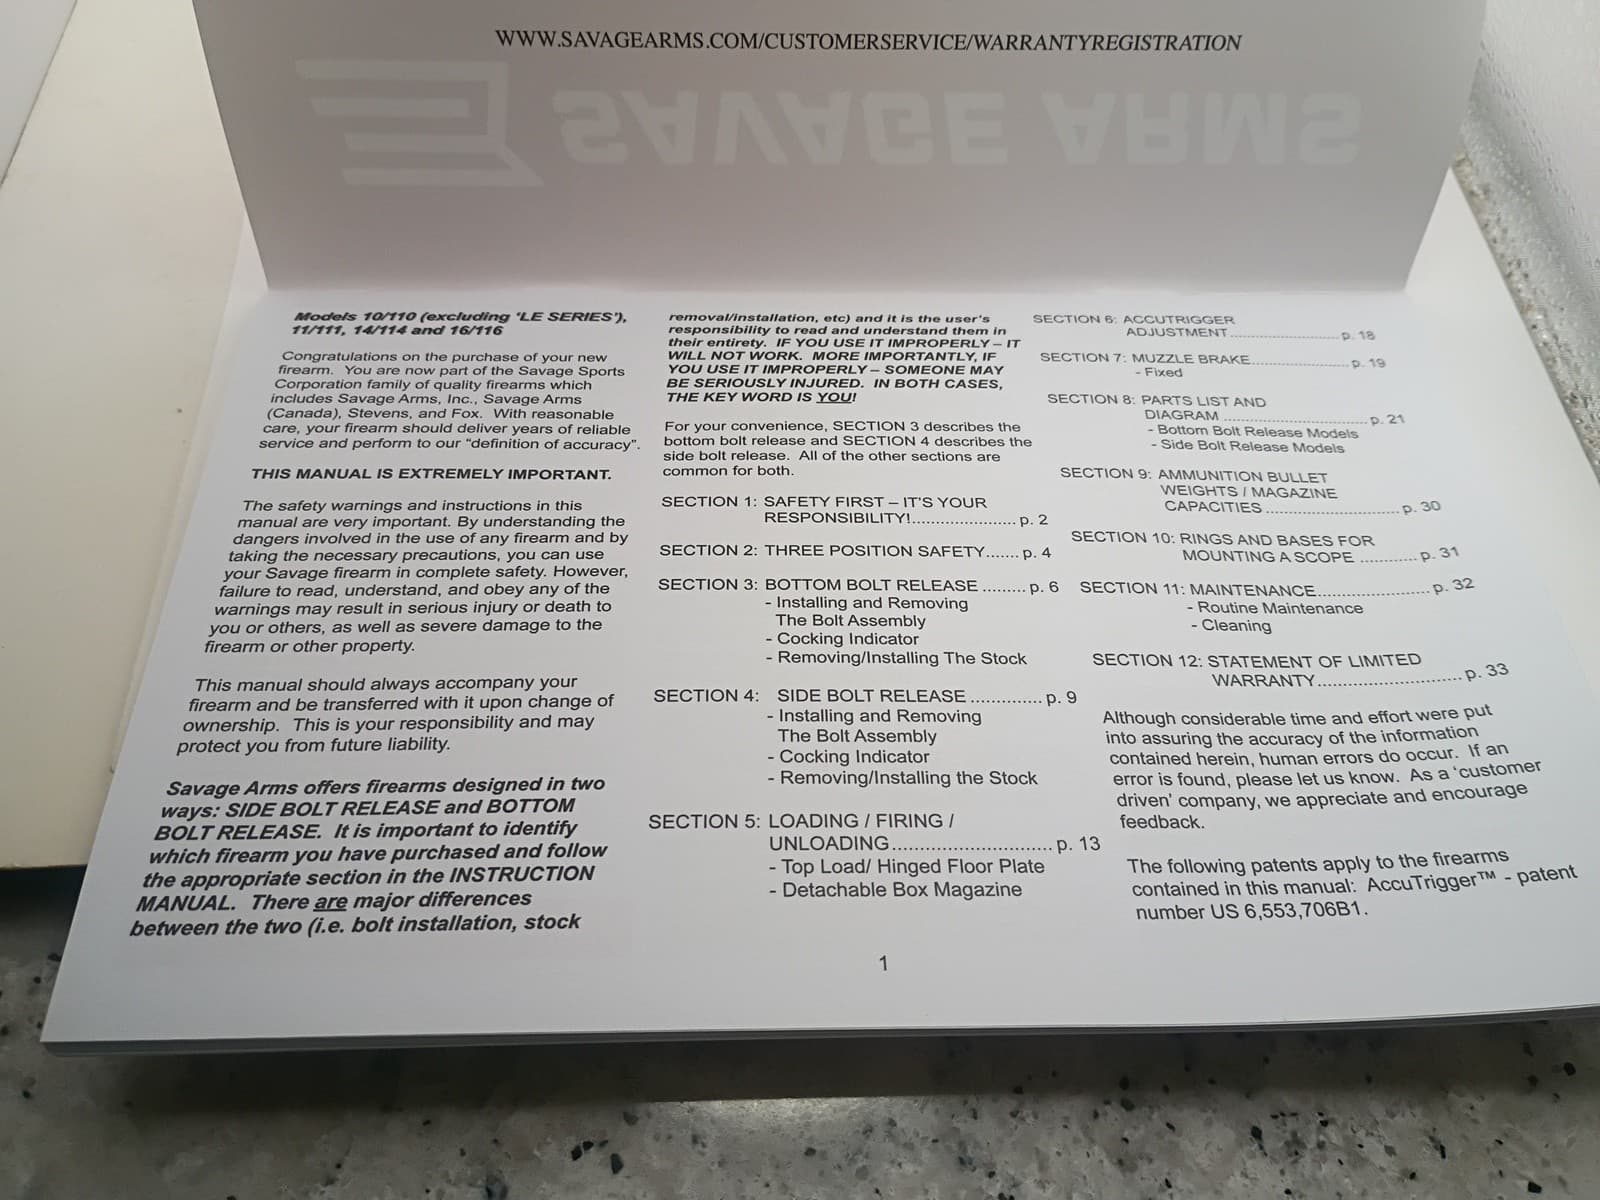 WWW.SAVAGEARMS.COM/CUSTOMERSERVICE/WARRANTYREGISTRATION
SAVAGE ARMS
Models 10/110 (excluding 'LE SERIES'),
11/111, 14/114 and 16/116
Congratulations on the purchase of your new
firearm. You are now part of the Savage Sports
Corporation family of quality firearms which
includes Savage Arms, Inc., Savage Arms
(Canada), Stevens, and Fox. With reasonable
care, your firearm should deliver years of reliable
service and perform to our "definition of accuracy".
THIS MANUAL IS EXTREMELY IMPORTANT.
The safety warnings and instructions in this
manual are very important. By understanding the
dangers involved in the use of any firearm and by
taking the necessary precautions, you can use
your Savage firearm in complete safety. However,
failure to read, understand, and obey any of the
warnings may result in serious injury or death to
you or others, as well as severe damage to the
firearm or other property.
This manual should always accompany your
firearm and be transferred with it upon change of
ownership. This is your responsibility and may
protect you from future liability.
Savage Arms offers firearms designed in two
ways: SIDE BOLT RELEASE and BOTTOM
BOLT RELEASE. It is important to identify
which firearm you have purchased and follow
the appropriate section in the INSTRUCTION
MANUAL. There are major differences
between the two (i.e. bolt installation, stock
removal/installation, etc) and it is the user's
responsibility to read and understand them in
their entirety. IF YOU USE IT IMPROPERLY – IT
WILL NOT WORK. MORE IMPORTANTLY, IF
YOU USE IT IMPROPERLY – SOMEONE MAY
BE SERIOUSLY INJURED. IN BOTH CASES,
THE KEY WORD IS YOU!
For your convenience, SECTION 3 describes the
bottom bolt release and SECTION 4 describes the
side bolt release. All of the other sections are
common for both.
SECTION 1: SAFETY FIRST – IT'S YOUR
RESPONSIBILITY!....................... p. 2
SECTION 2: THREE POSITION SAFETY....... p. 4
SECTION 3: BOTTOM BOLT RELEASE ......... p. 6
- Installing and Removing
The Bolt Assembly
- Cocking Indicator
- Removing/Installing The Stock
SECTION 4: SIDE BOLT RELEASE .............. p. 9
- Installing and Removing
The Bolt Assembly
- Cocking Indicator
- Removing/Installing the Stock
SECTION 5: LOADING / FIRING /
UNLOADING............................ p. 13
- Top Load/ Hinged Floor Plate
- Detachable Box Magazine
SECTION 6: ACCUTRIGGER
ADJUSTMENT............................ p. 18
SECTION 7: MUZZLE BRAKE........................ p. 19
- Fixed
SECTION 8: PARTS LIST AND
DIAGRAM .................................. p. 21
- Bottom Bolt Release Models
- Side Bolt Release Models
SECTION 9: AMMUNITION BULLET
WEIGHTS / MAGAZINE
CAPACITIES ............................. p. 30
SECTION 10: RINGS AND BASES FOR
MOUNTING A SCOPE ............ p. 31
SECTION 11: MAINTENANCE........................ p. 32
- Routine Maintenance
- Cleaning
SECTION 12: STATEMENT OF LIMITED
WARRANTY.............................. p. 33
Although considerable time and effort were put
into assuring the accuracy of the information
contained herein, human errors do occur. If an
error is found, please let us know. As a 'customer
driven' company, we appreciate and encourage
feedback.
The following patents apply to the firearms
contained in this manual: AccuTrigger™ - patent
number US 6,553,706B1.
1